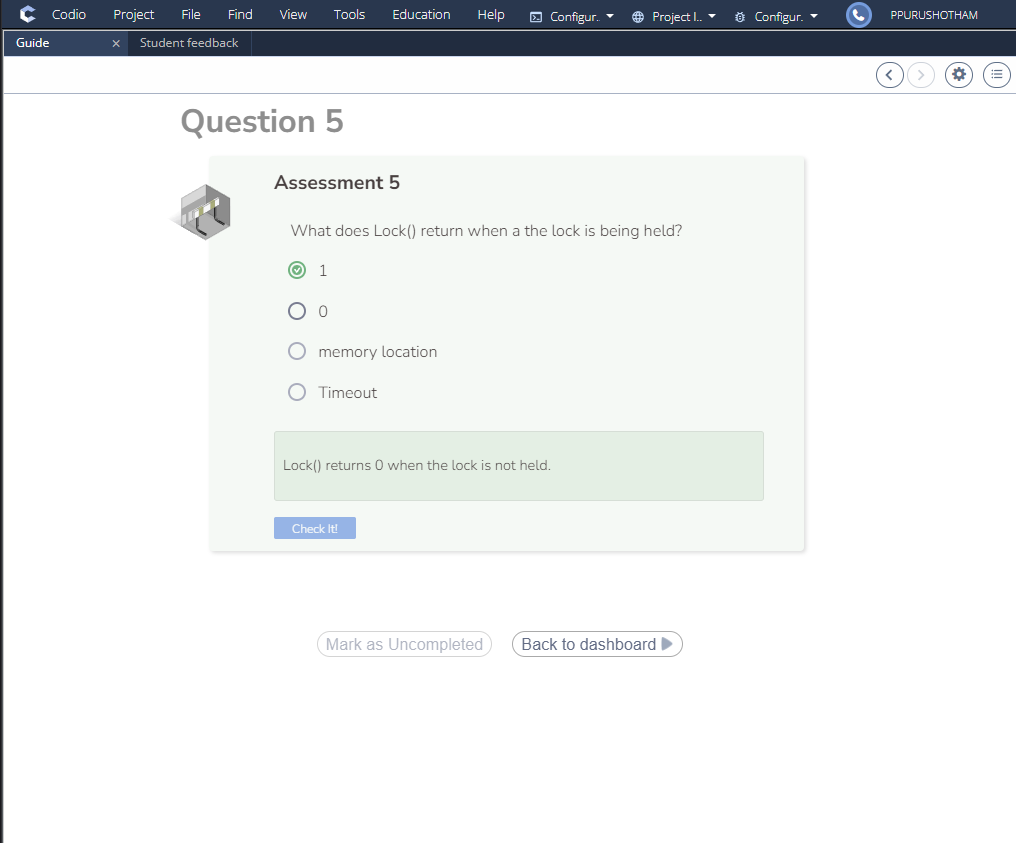 Codio Project File Find View Tools Education Help Configur. Project I.. Configur. PPURUSHOTHAM
Guide × Student feedback
Question 5
Assessment 5
What does Lock() return when a the lock is being held?
1
0
memory location
Timeout
Lock() returns 0 when the lock is not held.
Check It!
Mark as Uncompleted Back to dashboard